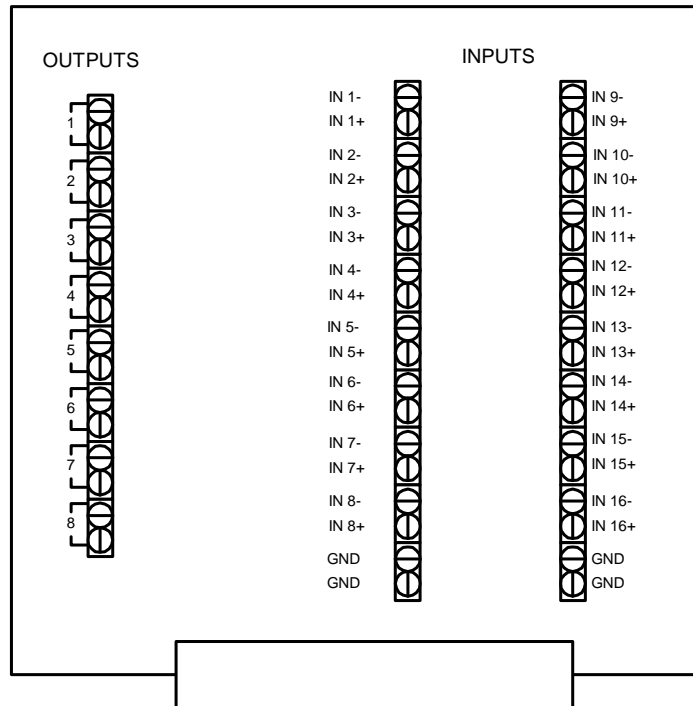 OUTPUTS
1
2
3
4
5
6
7
8
INPUTS
IN 1-
IN 1+
IN 2-
IN 2+
IN 3-
IN 3+
IN 4-
IN 4+
IN 5-
IN 5+
IN 6-
IN 6+
IN 7-
IN 7+
IN 8-
IN 8+
GND
GND
IN 9-
IN 9+
IN 10-
IN 10+
IN 11-
IN 11+
IN 12-
IN 12+
IN 13-
IN 13+
IN 14-
IN 14+
IN 15-
IN 15+
IN 16-
IN 16+
GND
GND